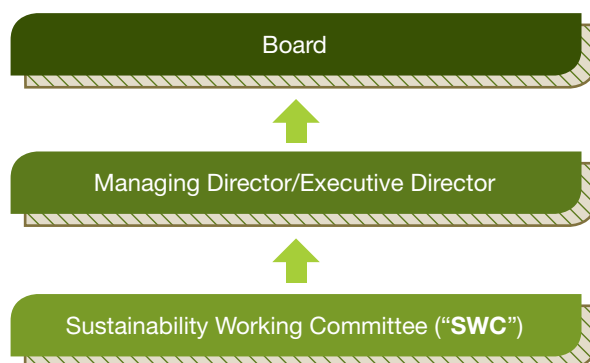 Board
Managing Director/Executive Director
Sustainability Working Committee (“SWC”)